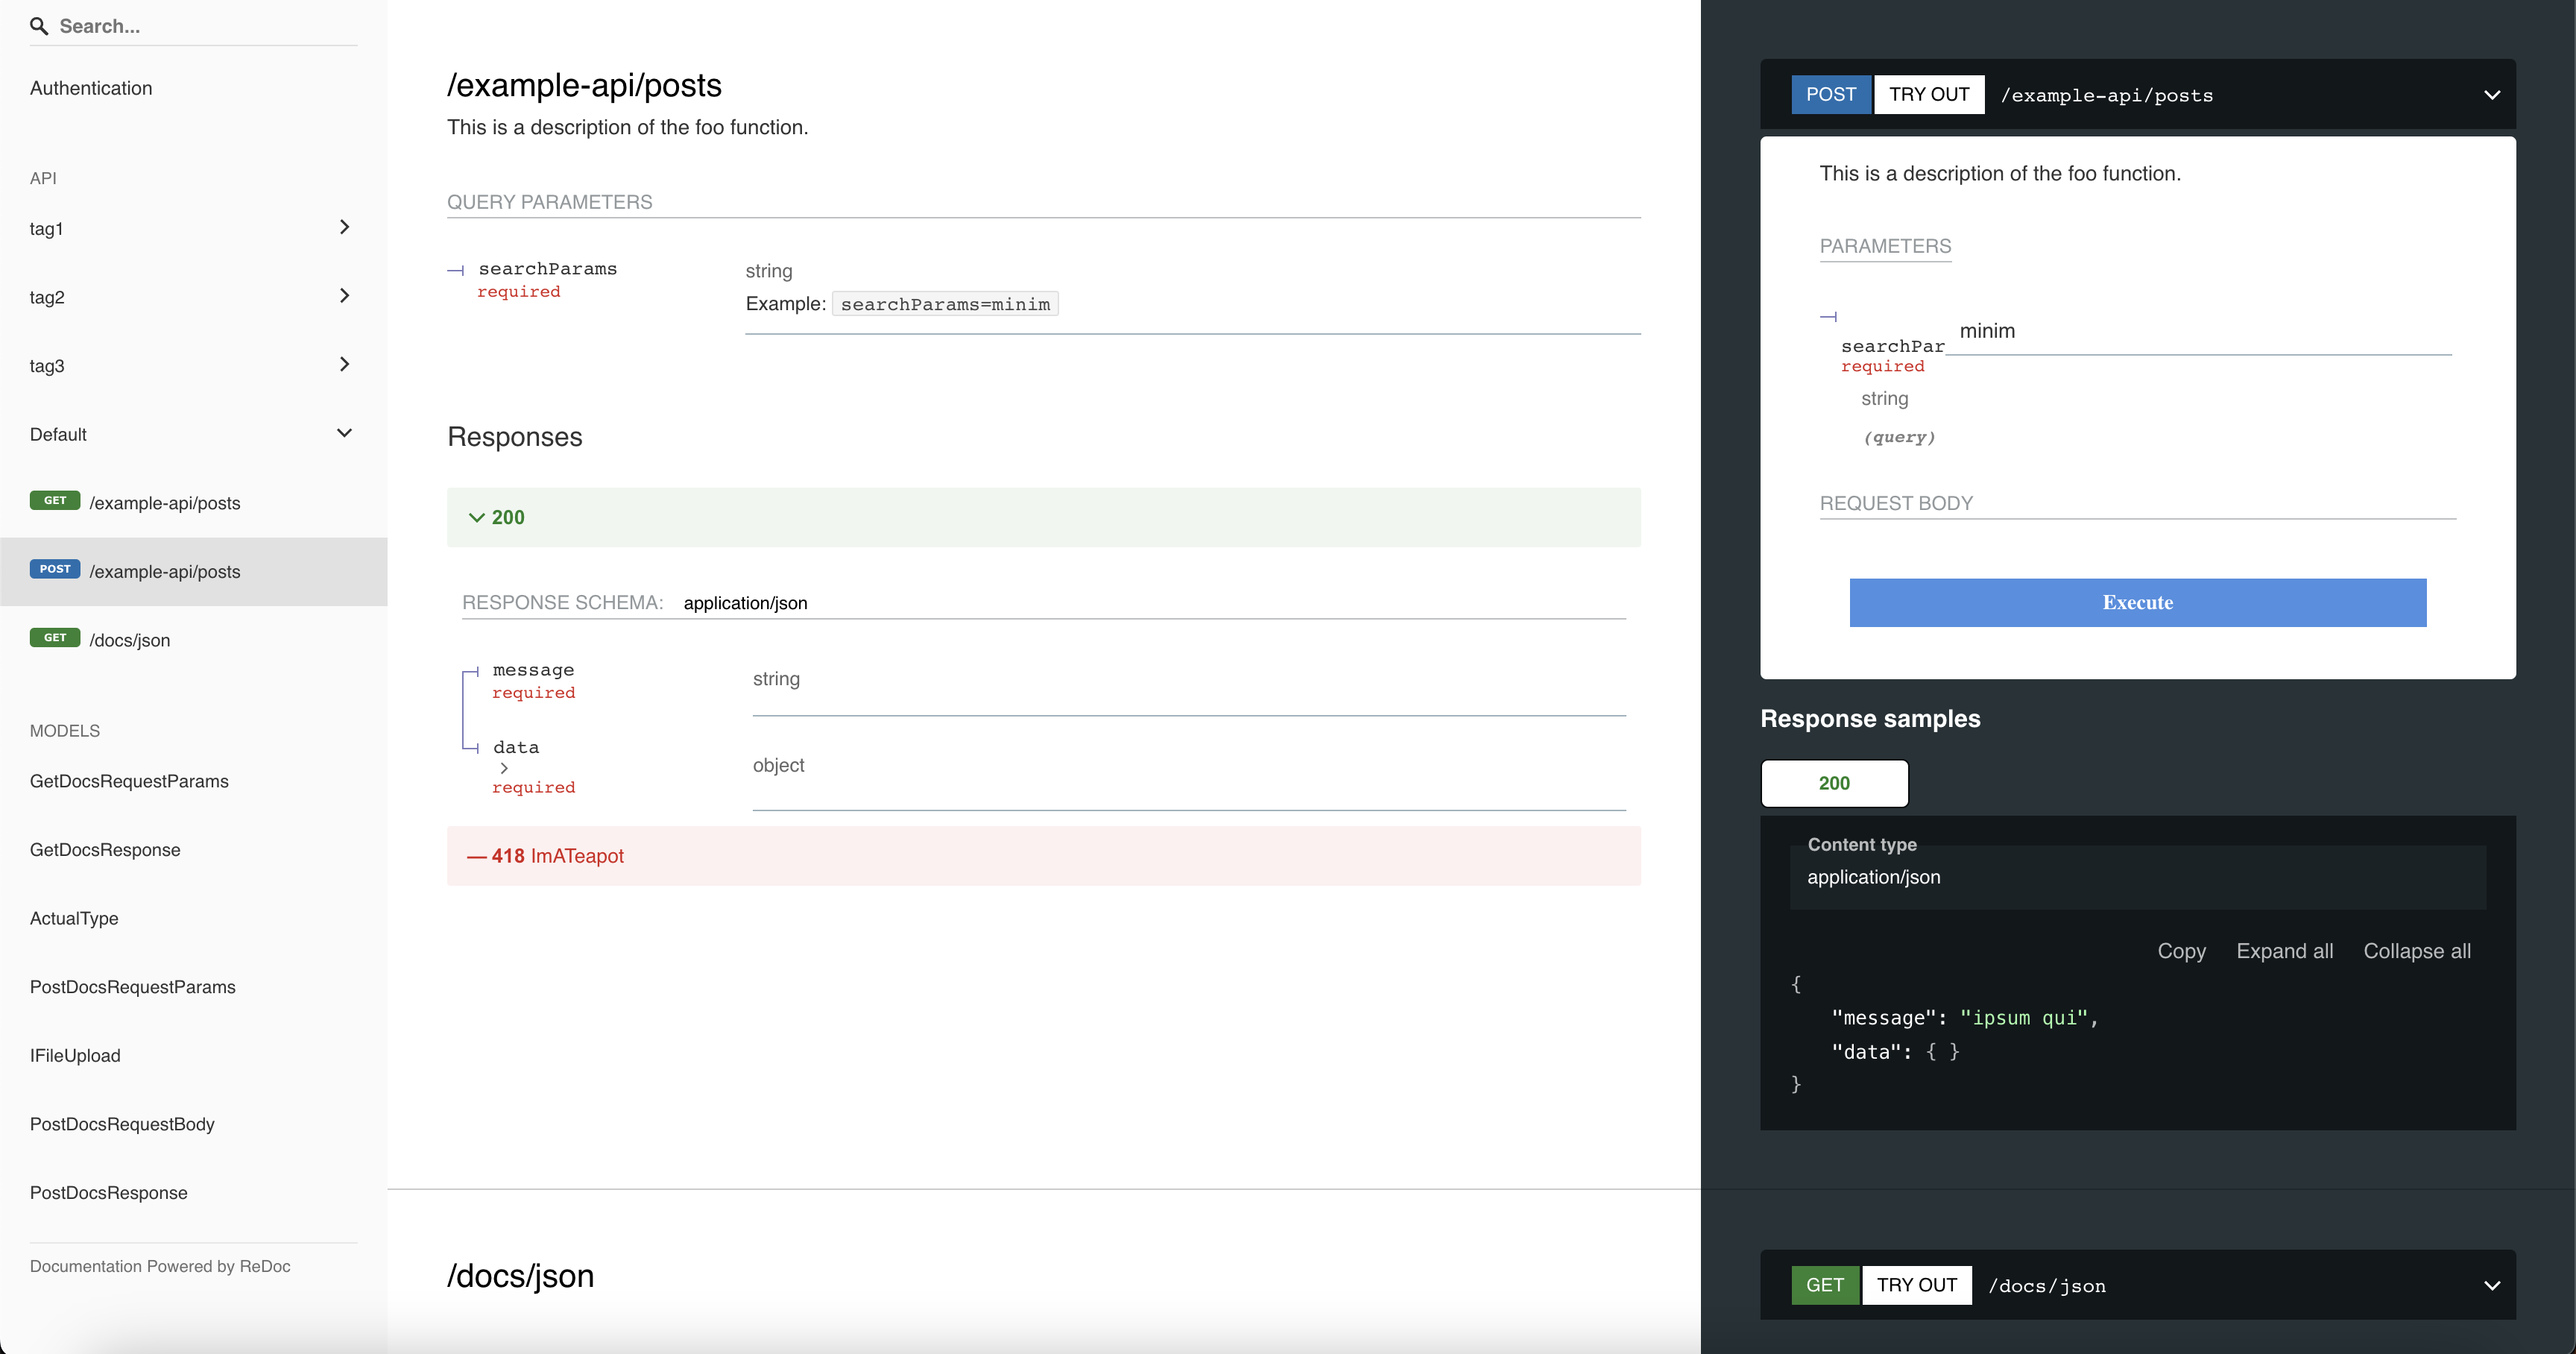 Search...
Authentication
API
tag1
tag2
tag3
Default
GET /example-api/posts
POST /example-api/posts
GET /docs/json
MODELS
GetDocsRequestParams
GetDocsResponse
ActualType
PostDocsRequestParams
IFileUpload
PostDocsRequestBody
PostDocsResponse
Documentation Powered by ReDoc
/example-api/posts
This is a description of the foo function.
QUERY PARAMETERS
searchParams
required
string
Example: searchParams=minim
Responses
200
RESPONSE SCHEMA: application/json
message
required
string
data
required
object
— 418 ImATeapot
/docs/json
POST TRY OUT /example-api/posts
This is a description of the foo function.
PARAMETERS
searchPar
required
string
(query)
minim
REQUEST BODY
Execute
Response samples
200
Content type
application/json
Copy Expand all Collapse all
{
"message": "ipsum qui",
"data": { }
}
GET TRY OUT /docs/json